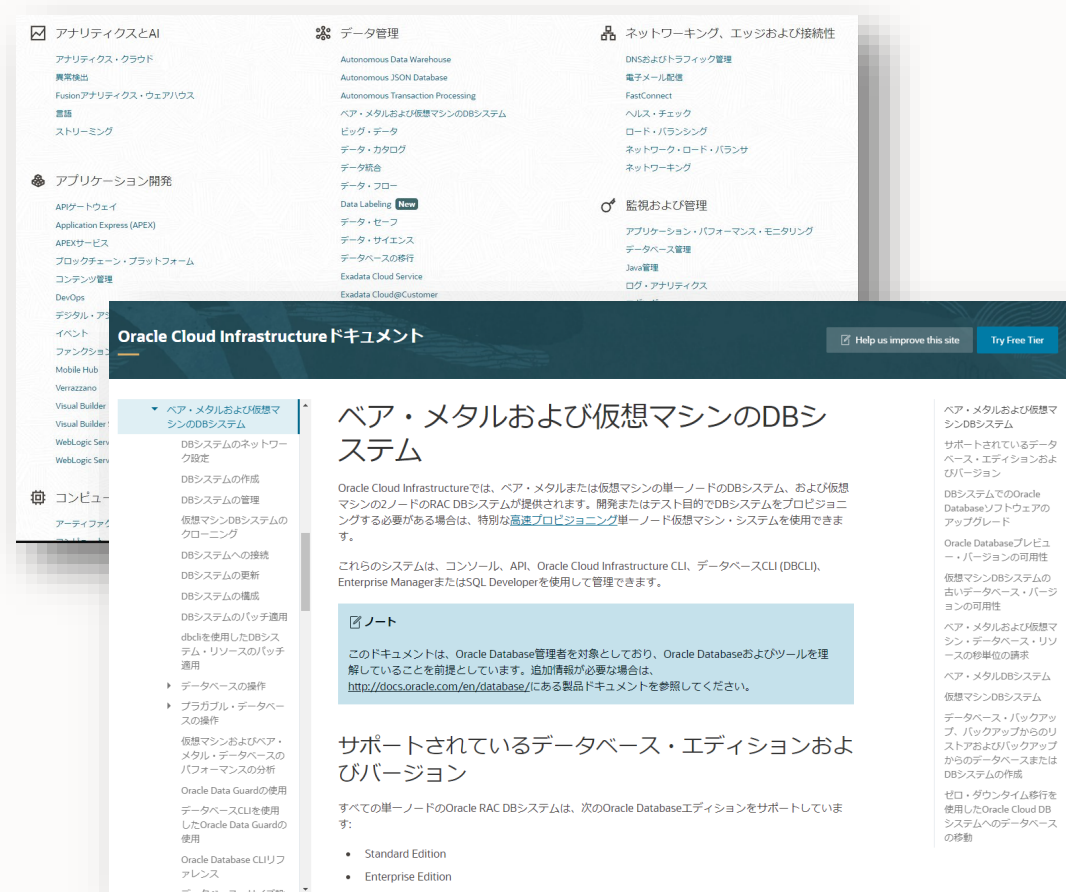 アナリティクスとAI
アナリティクス・クラウド
異常検出
Fusionアナリティクス・ウェアハウス
言語
ストリーミング
アプリケーション開発
APIゲートウェイ
Application Express (APEX)
APEXサービス
ブロックチェーン・プラットフォーム
コンテンツ管理
DevOps
デジタル・ア
イベント
ファンクション
Mobile Hub
Verrazzano
Visual Builder
Visual Builder
WebLogic Serv
WebLogic Serv
コンピュー
アーティファク
データ管理
Autonomous Data Warehouse
Autonomous JSON Database
Autonomous Transaction Processing
ベア・メタルおよび仮想マシンのDBシステム
ビッグ・データ
データ・カタログ
データ統合
データ・フロー
Data Labeling New
データ・セーフ
データ・サイエンス
データベースの移行
Exadata Cloud Service
Exadata Cloud@Customer
ネットワーキング、エッジおよび接続性
DNSおよびトラフィック管理
電子メール配信
FastConnect
ヘルス・チェック
ロード・バランシング
ネットワーク・ロード・バランサ
ネットワーキング
監視および管理
アプリケーション・パフォーマンス・モニタリング
データベース管理
Java管理
ログ・アナリティクス
Oracle Cloud Infrastructureドキュメント
Help us improve this site
Try Free Tier
ベア・メタルおよび仮想マ
シンのDBシステム
DBシステムのネットワー
ク設定
DBシステムの作成
DBシステムの管理
仮想マシンDBシステムの
クローニング
DBシステムへの接続
DBシステムの更新
DBシステムの構成
DBシステムのパッチ適用
dbcliを使用したDBシス
テム・リソースのパッチ
適用
データベースの操作
プラガブル・データベー
スの操作
仮想マシンおよびベア・
メタル・データベースの
パフォーマンスの分析
Oracle Data Guardの使用
データベースCLIを使用
したOracle Data Guardの
使用
Oracle Database CLIリフ
ァレンス
ベア・メタルおよび仮想マシンのDBシ
ステム
Oracle Cloud Infrastructureでは、ベア・メタルまたは仮想マシンの単一ノードのDBシステム、および仮想
マシンの2ノードのRAC DBシステムが提供されます。開発またはテスト目的でDBシステムをプロビジョニ
ングする必要がある場合は、特別な高速プロビジョニング単一ノード仮想マシン・システムを使用できま
す。
これらのシステムは、コンソール、API、Oracle Cloud Infrastructure CLI、データベースCLI (DBCLI)、
Enterprise ManagerまたはSQL Developerを使用して管理できます。
ノート
このドキュメントは、Oracle Database管理者を対象としており、Oracle Databaseおよびツールを理
解していることを前提としています。追加情報が必要な場合は、
http://docs.oracle.com/en/database/にある製品ドキュメントを参照してください。
サポートされているデータベース・エディションおよ
びバージョン
すべての単一ノードのOracle RAC DBシステムは、次のOracle Databaseエディションをサポートしていま
す:
Standard Edition
Enterprise Edition
ベア・メタルおよび仮想マ
シンDBシステム
サポートされているデータ
ベース・エディションおよ
びバージョン
DBシステムでのOracle
Databaseソフトウェアの
アップグレード
Oracle Databaseプレビュ
ー・バージョンの可用性
仮想マシンDBシステムの
古いデータベース・バージ
ョンの可用性
ベア・メタルおよび仮想マ
シン・データベース・リソ
ースの秒単位の請求
ベア・メタルDBシステム
仮想マシンDBシステム
データベース・バックアッ
プ、バックアップからのリ
ストアおよびバックアップ
からのデータベースまたは
DBシステムの作成
ゼロ・ダウンタイム移行を
使用したOracle Cloud DB
システムへのデータベース
の移動